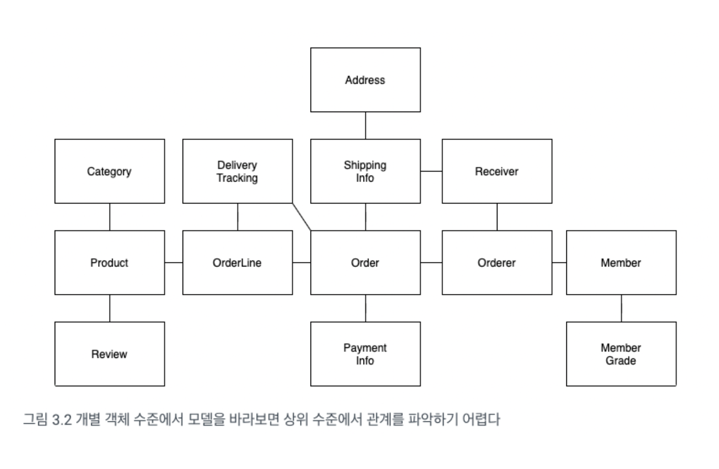 Address
Category
Delivery
Tracking
Shipping
Info
Receiver
Product
OrderLine
Order
Orderer
Member
Review
Payment
Info
Member
Grade
그림 3.2 개별 객체 수준에서 모델을 바라보면 상위 수준에서 관계를 파악하기 어렵다